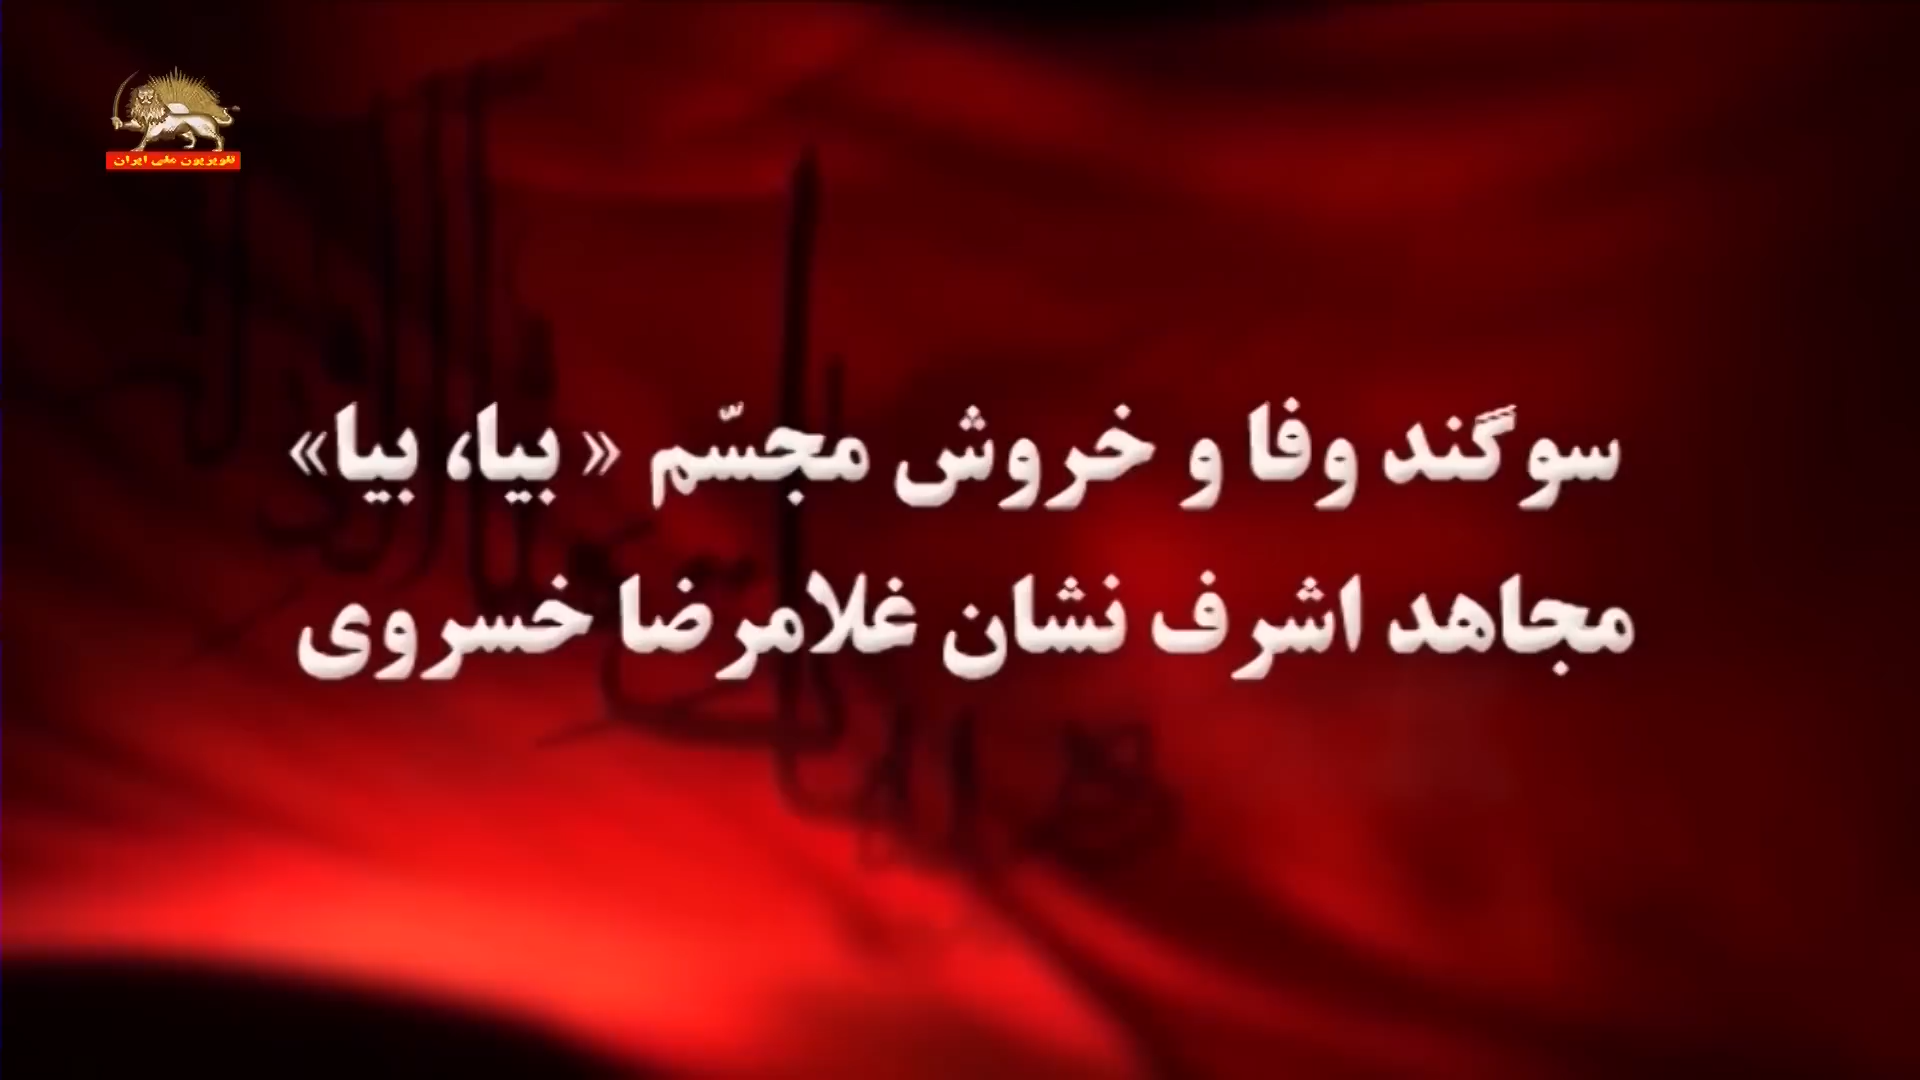 تلویزیون ملی ایران
سوگند وفا و خروش مجسّم « بیا، بیا»
مجاهد اشرف نشان غلامرضا خسروی